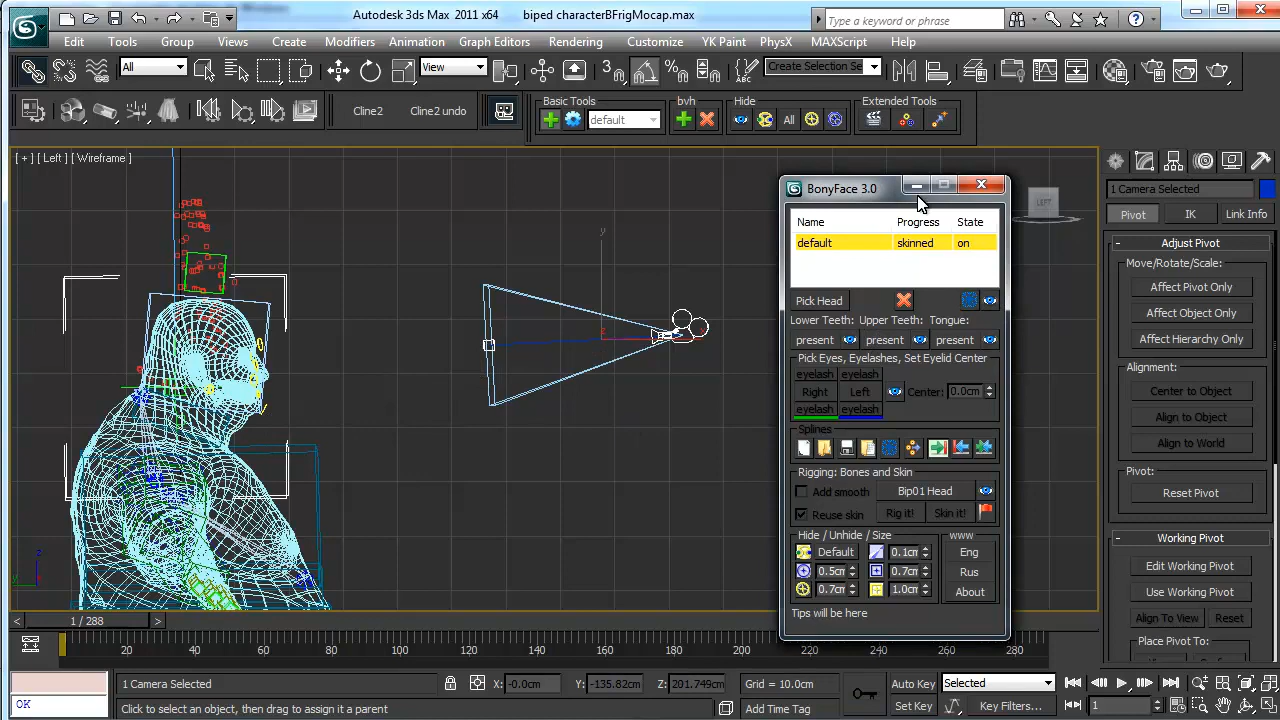 Autodesk 3ds Max 2011 x64 biped characterBFrigMocap.max
Type a keyword or phrase
Edit Tools Group Views Create Modifiers Animation Graph Editors Rendering Customize YK Paint PhysX MAXScript Help
All
View
3
Create Selection Se
Cline2 Cline2 undo
Basic Tools bvh Hide Extended Tools
default
All
[ + ] [ Left ] [ Wireframe ]
LEFT
BonyFace 3.0
Name Progress State
default skinned on
Pick Head
Lower Teeth: Upper Teeth: Tongue:
present present present
Pick Eyes, Eyelashes, Set Eyelid Center
eyelash eyelash
Right Left Center: 0.0cm
eyelash eyelash
Splines
Rigging: Bones and Skin
Add smooth Bip01 Head
Reuse skin Rig it! Skin it!
Hide / Unhide / Size www
Default 0.1cm Eng
0.5cm 0.7cm Rus
0.7cm 1.0cm About
Tips will be here
1 Camera Selected
Pivot IK Link Info
- Adjust Pivot
Move/Rotate/Scale:
Affect Pivot Only
Affect Object Only
Affect Hierarchy Only
Alignment:
Center to Object
Align to Object
Align to World
Pivot:
Reset Pivot
- Working Pivot
Edit Working Pivot
Use Working Pivot
Align To View Reset
Place Pivot To:
y
z
z
y
< 1 / 288 >
20 40 60 80 100 120 140 160 180 200 220 240 260 280
1 Camera Selected X: -0.0cm Y: -135.82cm Z: 201.749cm Grid = 10.0cm Auto Key Selected
OK Click to select an object, then drag to assign it a parent Add Time Tag Set Key Key Filters... 1